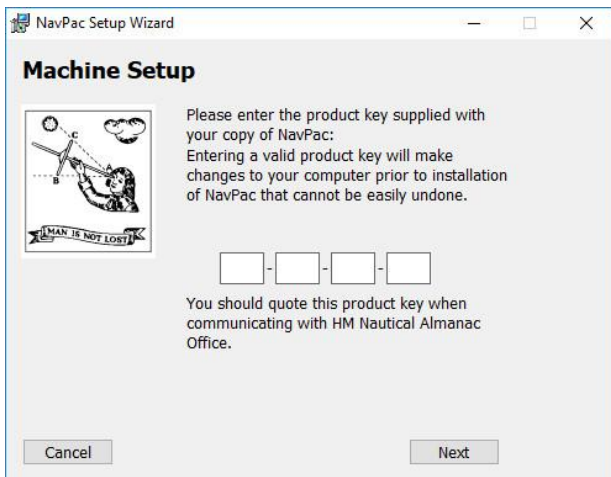 NavPac Setup Wizard
Machine Setup
C
A
B
MAN IS NOT LOST
Please enter the product key supplied with
your copy of NavPac:
Entering a valid product key will make
changes to your computer prior to installation
of NavPac that cannot be easily undone.
- - -
You should quote this product key when
communicating with HM Nautical Almanac
Office.
Cancel
Next